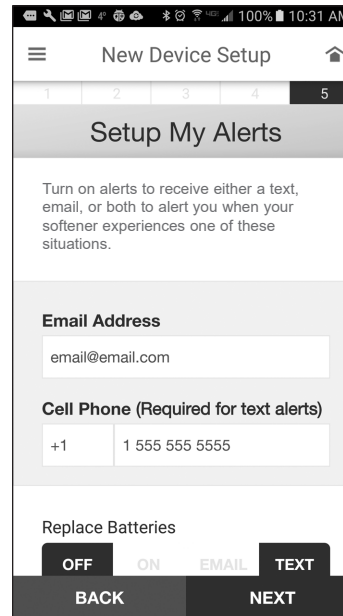 4° 4G 100% 10:31 AM
New Device Setup
1 2 3 4 5
Setup My Alerts
Turn on alerts to receive either a text,
email, or both to alert you when your
softener experiences one of these
situations.
Email Address
email@email.com
Cell Phone (Required for text alerts)
+1 1 555 555 5555
Replace Batteries
OFF ON EMAIL TEXT
BACK NEXT